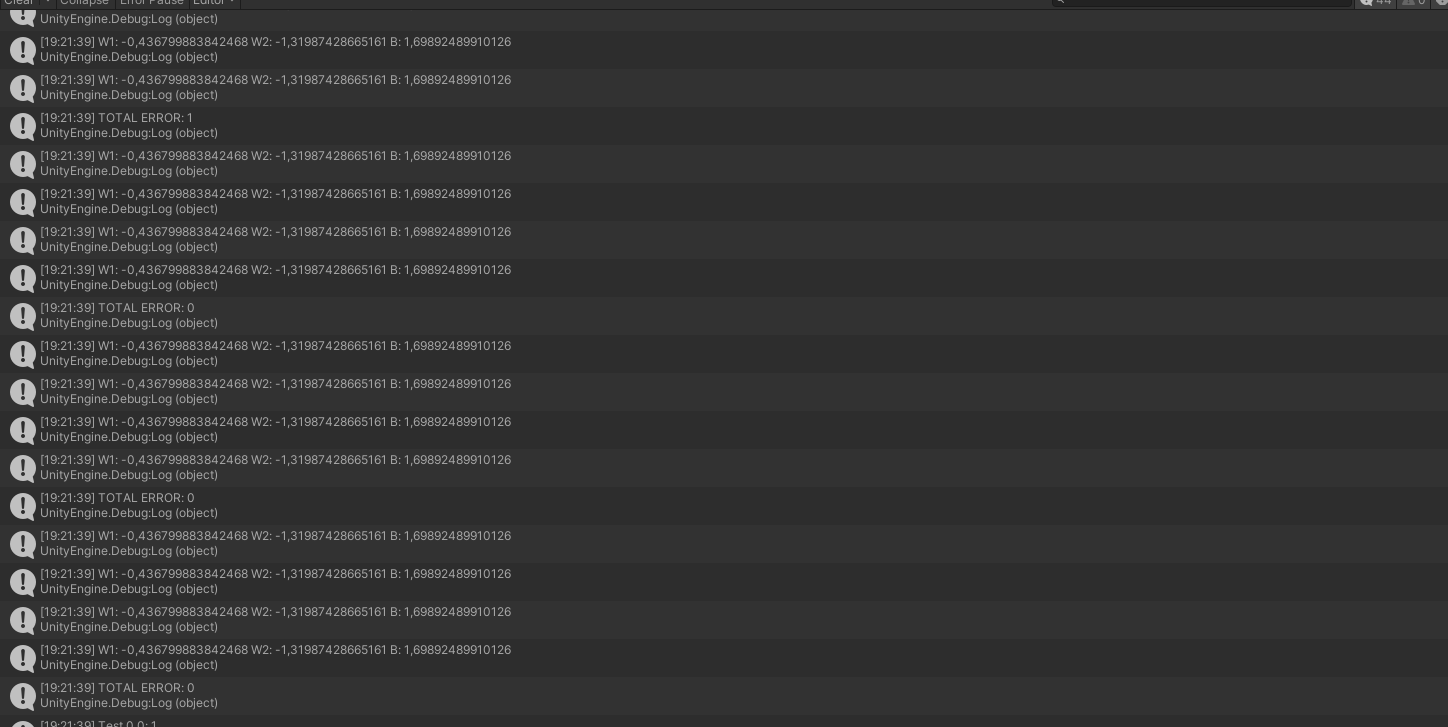 Clear Collapse Error Pause Editor 44 0
UnityEngine.Debug:Log (object)
[19:21:39] W1: -0,436799883842468 W2: -1,31987428665161 B: 1,69892489910126
UnityEngine.Debug:Log (object)
[19:21:39] W1: -0,436799883842468 W2: -1,31987428665161 B: 1,69892489910126
UnityEngine.Debug:Log (object)
[19:21:39] TOTAL ERROR: 1
UnityEngine.Debug:Log (object)
[19:21:39] W1: -0,436799883842468 W2: -1,31987428665161 B: 1,69892489910126
UnityEngine.Debug:Log (object)
[19:21:39] W1: -0,436799883842468 W2: -1,31987428665161 B: 1,69892489910126
UnityEngine.Debug:Log (object)
[19:21:39] W1: -0,436799883842468 W2: -1,31987428665161 B: 1,69892489910126
UnityEngine.Debug:Log (object)
[19:21:39] W1: -0,436799883842468 W2: -1,31987428665161 B: 1,69892489910126
UnityEngine.Debug:Log (object)
[19:21:39] TOTAL ERROR: 0
UnityEngine.Debug:Log (object)
[19:21:39] W1: -0,436799883842468 W2: -1,31987428665161 B: 1,69892489910126
UnityEngine.Debug:Log (object)
[19:21:39] W1: -0,436799883842468 W2: -1,31987428665161 B: 1,69892489910126
UnityEngine.Debug:Log (object)
[19:21:39] W1: -0,436799883842468 W2: -1,31987428665161 B: 1,69892489910126
UnityEngine.Debug:Log (object)
[19:21:39] W1: -0,436799883842468 W2: -1,31987428665161 B: 1,69892489910126
UnityEngine.Debug:Log (object)
[19:21:39] TOTAL ERROR: 0
UnityEngine.Debug:Log (object)
[19:21:39] W1: -0,436799883842468 W2: -1,31987428665161 B: 1,69892489910126
UnityEngine.Debug:Log (object)
[19:21:39] W1: -0,436799883842468 W2: -1,31987428665161 B: 1,69892489910126
UnityEngine.Debug:Log (object)
[19:21:39] W1: -0,436799883842468 W2: -1,31987428665161 B: 1,69892489910126
UnityEngine.Debug:Log (object)
[19:21:39] W1: -0,436799883842468 W2: -1,31987428665161 B: 1,69892489910126
UnityEngine.Debug:Log (object)
[19:21:39] TOTAL ERROR: 0
UnityEngine.Debug:Log (object)
[19:21:39] Test 0 0: 1